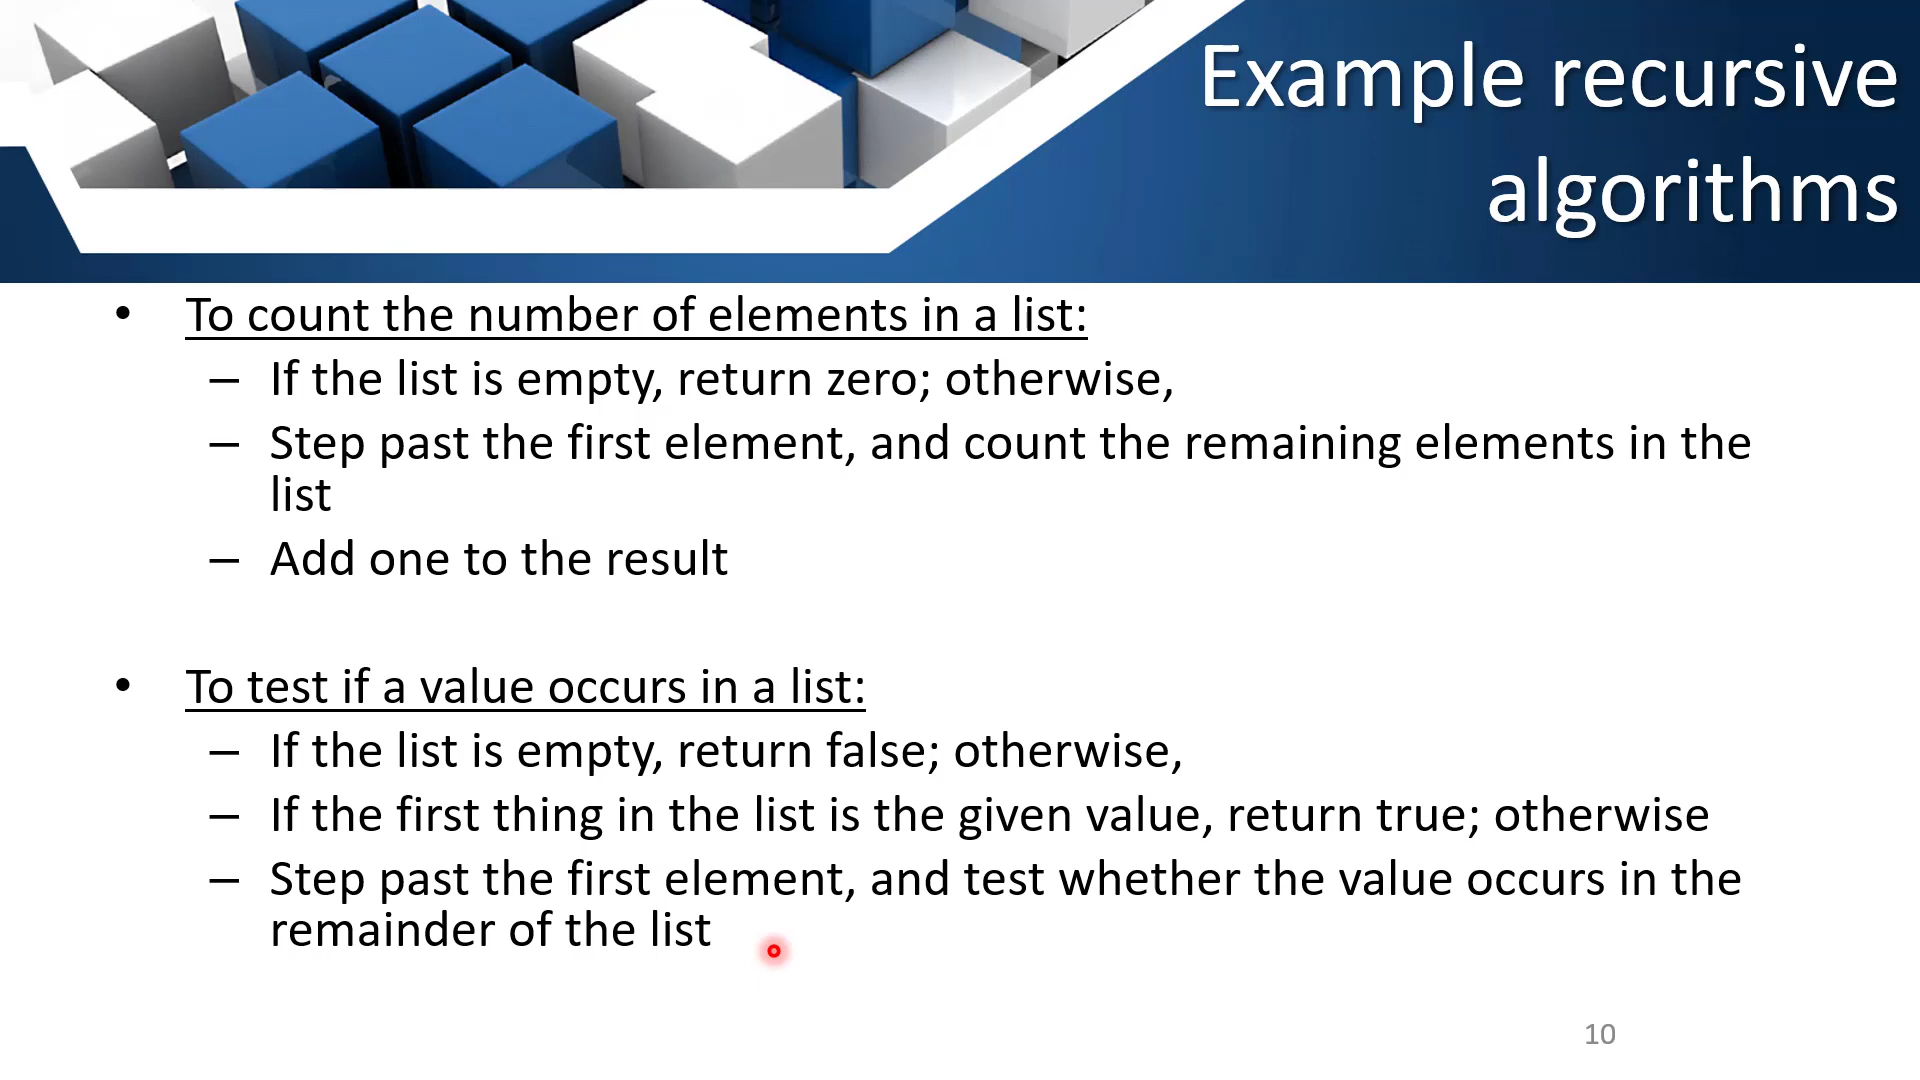 Example recursive
algorithms
• To count the number of elements in a list:
– If the list is empty, return zero; otherwise,
– Step past the first element, and count the remaining elements in the
list
– Add one to the result
• To test if a value occurs in a list:
– If the list is empty, return false; otherwise,
– If the first thing in the list is the given value, return true; otherwise
– Step past the first element, and test whether the value occurs in the
remainder of the list
10